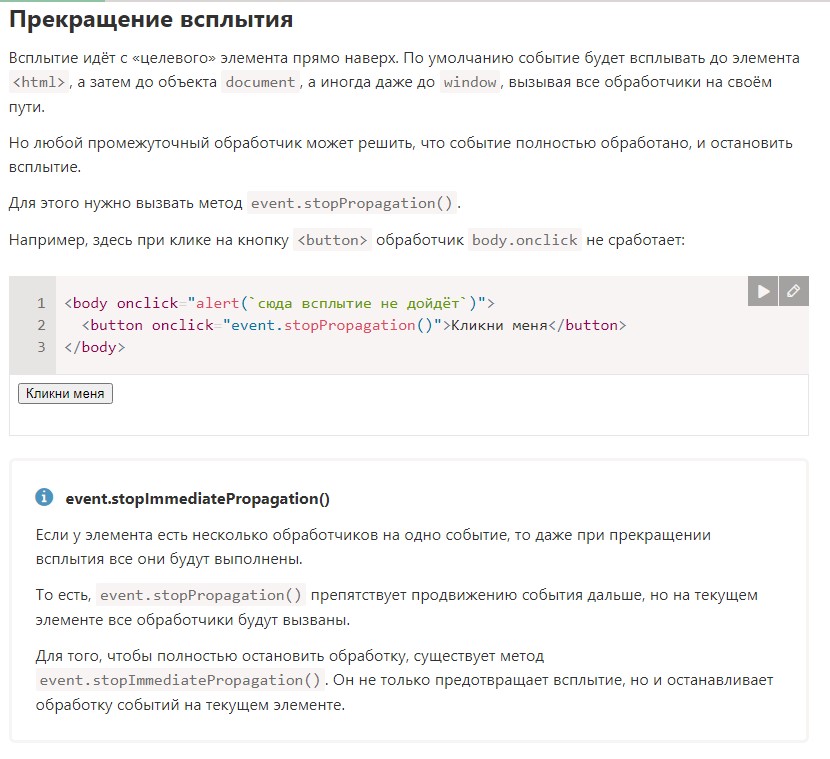 Прекращение всплытия
Всплытие идёт с «целевого» элемента прямо наверх. По умолчанию событие будет всплывать до элемента
<html>, а затем до объекта document, а иногда даже до window, вызывая все обработчики на своём
пути.
Но любой промежуточный обработчик может решить, что событие полностью обработано, и остановить
всплытие.
Для этого нужно вызвать метод event.stopPropagation().
Например, здесь при клике на кнопку <button> обработчик body.onclick не сработает:
1 <body onclick="alert(`сюда всплытие не дойдёт`)">
2 <button onclick="event.stopPropagation()">Кликни меня</button>
3 </body>
Кликни меня
event.stopImmediatePropagation()
Если у элемента есть несколько обработчиков на одно событие, то даже при прекращении
всплытия все они будут выполнены.
То есть, event.stopPropagation() препятствует продвижению события дальше, но на текущем
элементе все обработчики будут вызваны.
Для того, чтобы полностью остановить обработку, существует метод
event.stopImmediatePropagation(). Он не только предотвращает всплытие, но и останавливает
обработку событий на текущем элементе.